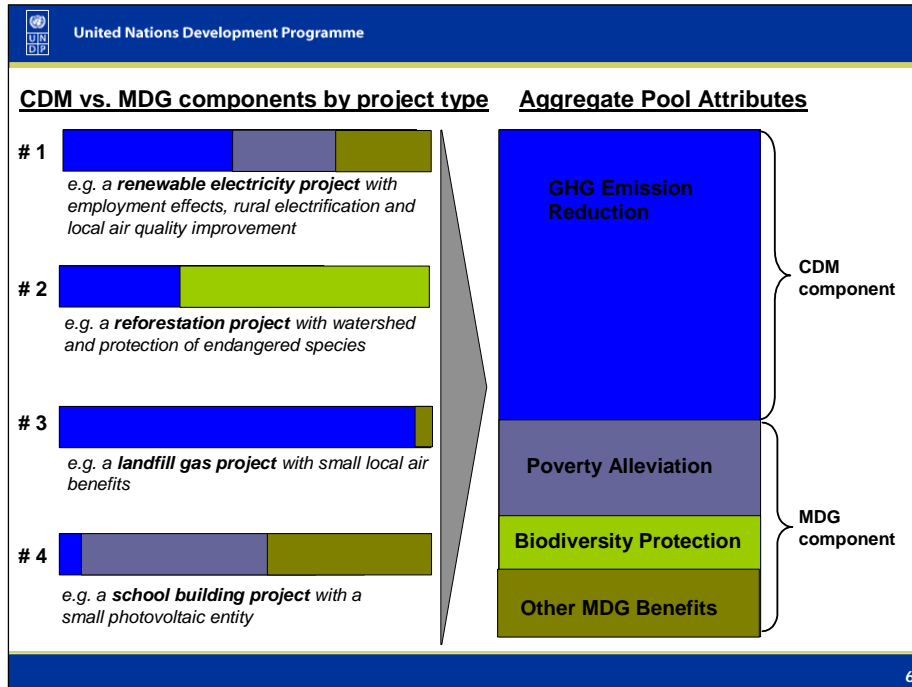 UN
DP
United Nations Development Programme
CDM vs. MDG components by project type
Aggregate Pool Attributes
# 1
e.g. a renewable electricity project with
employment effects, rural electrification and
local air quality improvement
# 2
e.g. a reforestation project with watershed
and protection of endangered species
# 3
e.g. a landfill gas project with small local air
benefits
# 4
e.g. a school building project with a
small photovoltaic entity
GHG Emission
Reduction
CDM
component
Poverty Alleviation
Biodiversity Protection
Other MDG Benefits
MDG
component
6